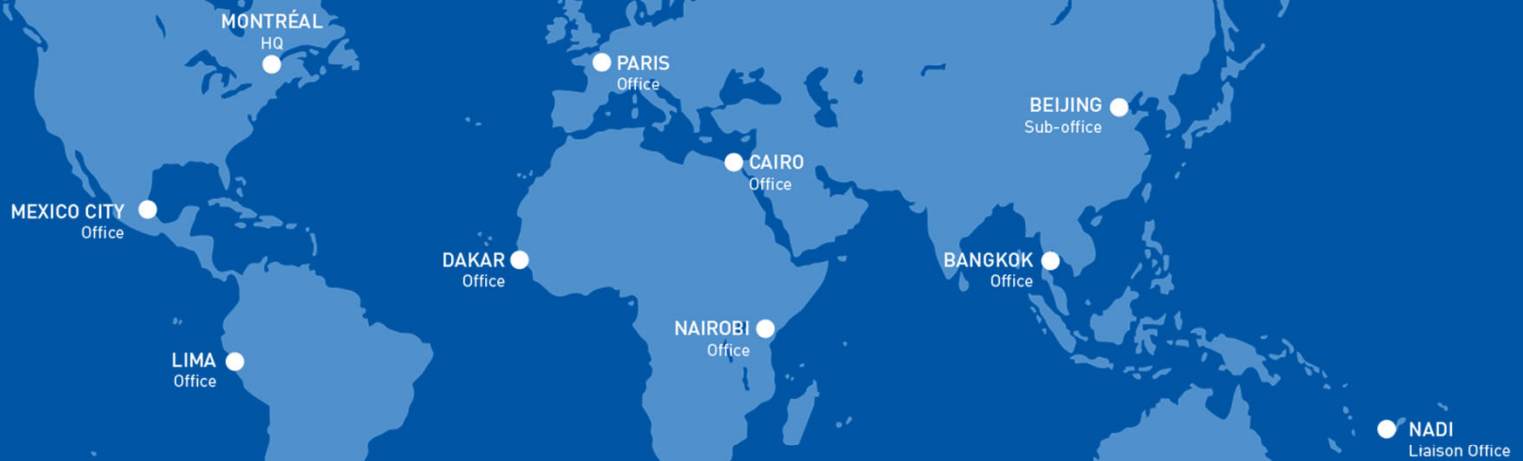 MONTRÉAL
HQ
PARIS
Office
BEIJING
Sub-office
CAIRO
Office
MEXICO CITY
Office
DAKAR
Office
BANGKOK
Office
NAIROBI
Office
LIMA
Office
NADI
Liaison Office